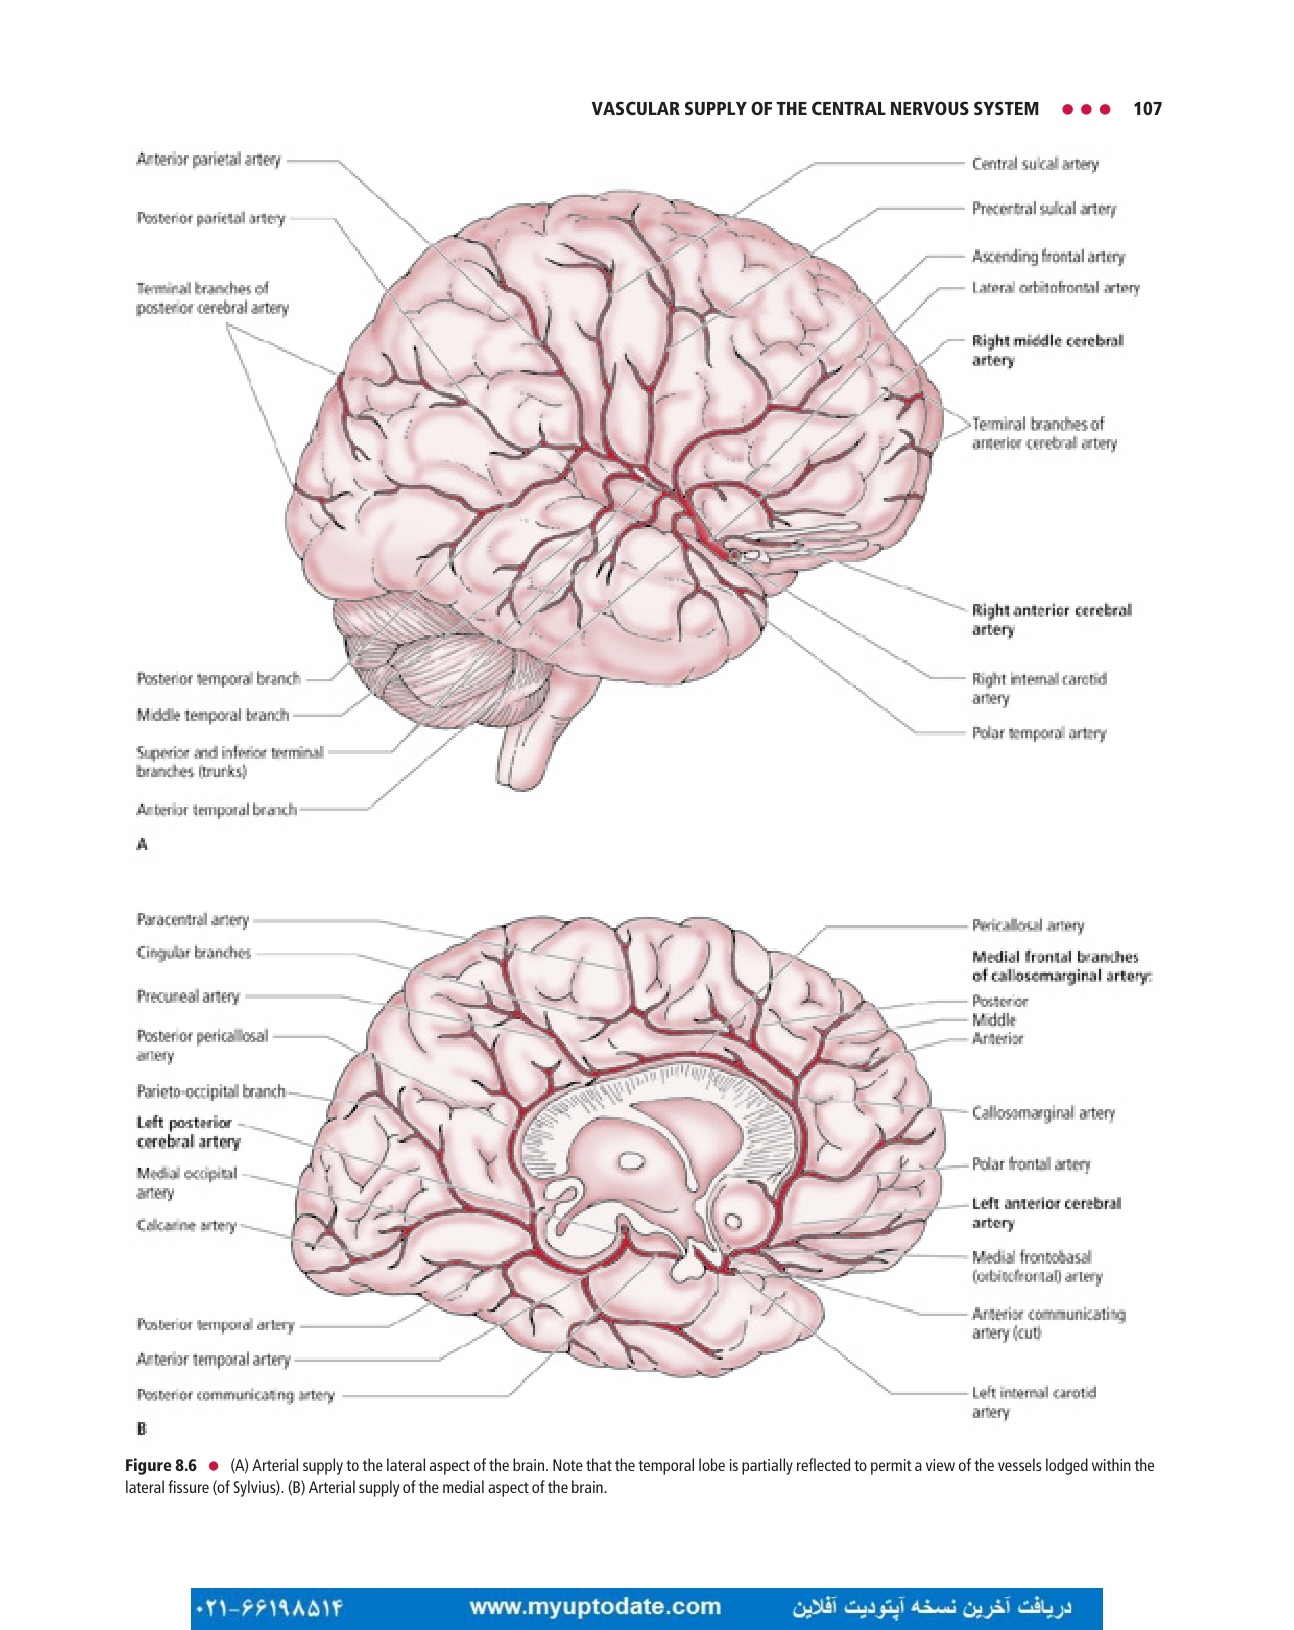 VASCULAR SUPPLY OF THE CENTRAL NERVOUS SYSTEM ● ● ● 107
Anterior parietal artery
Posterior parietal artery
Terminal branches of
posterior cerebral artery
Central sulcal artery
Precentral sulcal artery
Ascending frontal artery
Lateral orbitofrontal artery
Right middle cerebral
artery
Terminal branches of
anterior cerebral artery
Right anterior cerebral
artery
Right internal carotid
artery
Polar temporal artery
Posterior temporal branch
Middle temporal branch
Superior and inferior terminal
branches (trunks)
Anterior temporal branch
A
Paracentral artery
Cingular branches
Precuneal artery
Posterior pericallosal
artery
Parieto-occipital branch
Left posterior
cerebral artery
Medial occipital
artery
Calcarine artery
Posterior temporal artery
Anterior temporal artery
Posterior communicating artery
Pericallosal artery
Medial frontal branches
of callosomarginal artery:
Posterior
Middle
Anterior
Callosomarginal artery
Polar frontal artery
Left anterior cerebral
artery
Medial frontobasal
(orbitofrontal) artery
Anterior communicating
artery (cut)
Left internal carotid
artery
B
Figure 8.6 ● (A) Arterial supply to the lateral aspect of the brain. Note that the temporal lobe is partially reflected to permit a view of the vessels lodged within the
lateral fissure (of Sylvius). (B) Arterial supply of the medial aspect of the brain.
۰۲۱-۶۶۱۹۸۵۱۴ www.myuptodate.com دریافت آخرین نسخه آپتودیت آفلاین